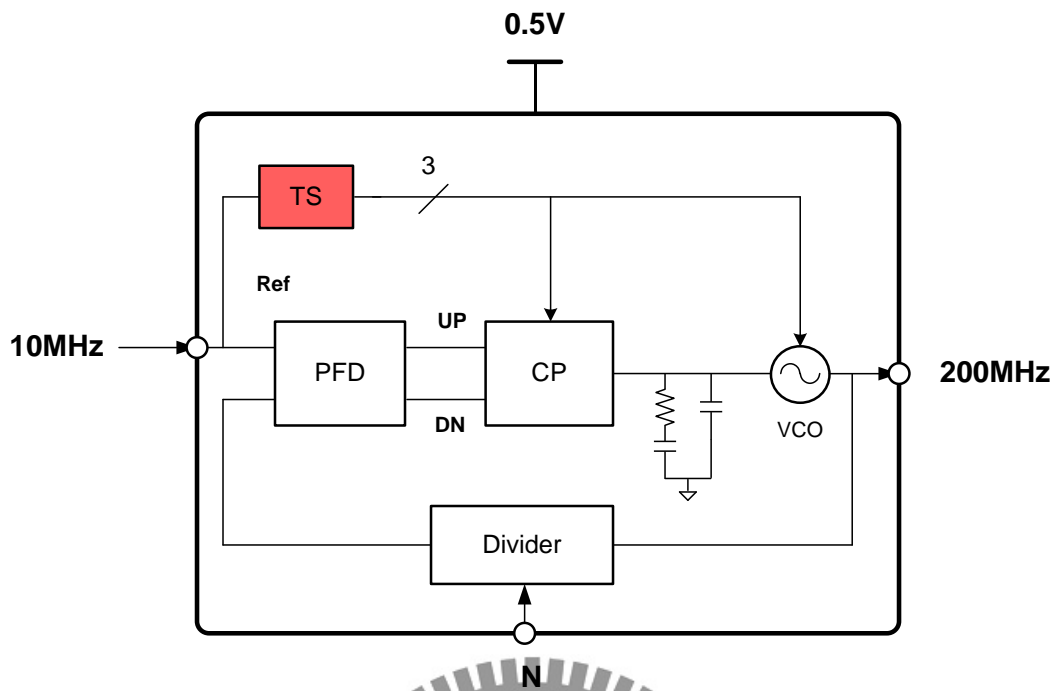 0.5V
3
TS
Ref
UP
10MHz
PFD
CP
200MHz
DN
VCO
Divider
N